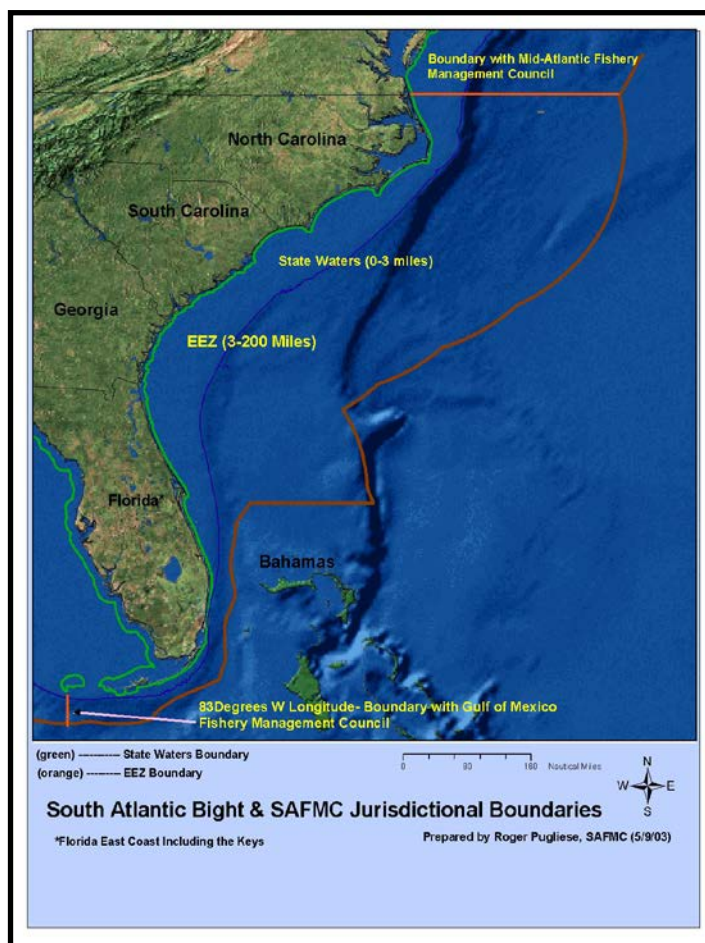 Boundary with Mid-Atlantic Fishery
Management Council
North Carolina
South Carolina
State Waters (0-3 miles)
Georgia
EEZ (3-200 Miles)
Florida*
Bahamas
83Degrees W Longitude- Boundary with Gulf of Mexico
Fishery Management Council
(green) ---------- State Waters Boundary
(orange) --------- EEZ Boundary
0 80 160 Nautical Miles
N
W E
S
South Atlantic Bight & SAFMC Jurisdictional Boundaries
*Florida East Coast Including the Keys
Prepared by Roger Pugliese, SAFMC (5/9/03)